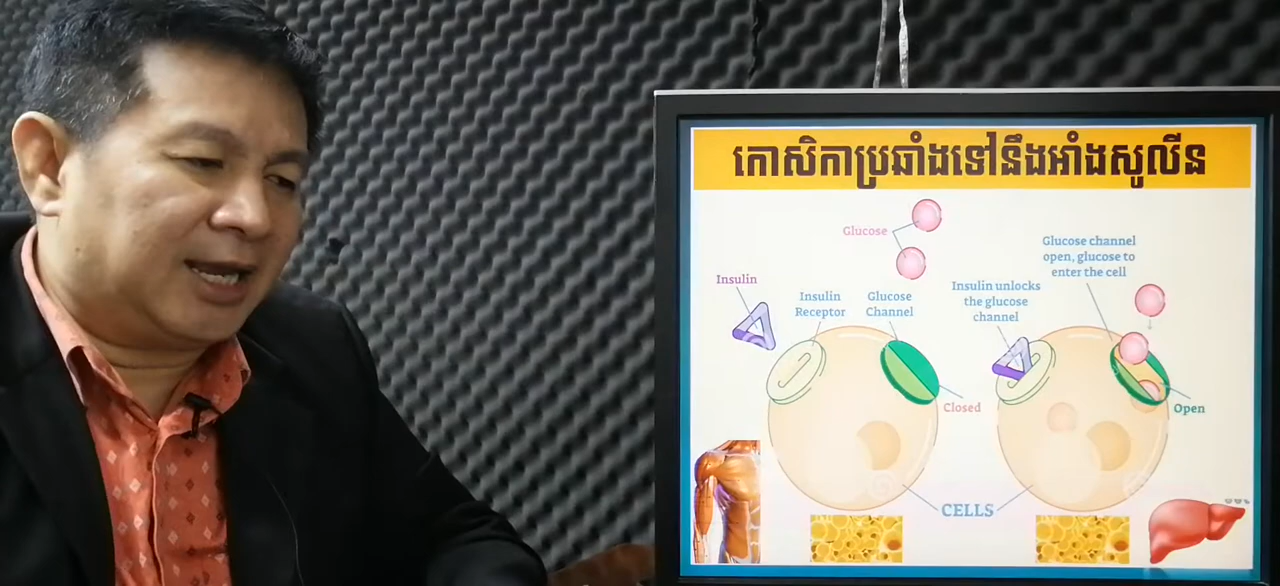 កោសិកាប្រឆាំងទៅនឹងអាំងសូលីន
Glucose
Insulin
Insulin
Receptor
Glucose
Channel
Closed
Insulin unlocks
the glucose
channel
Glucose channel
open, glucose to
enter the cell
Open
CELLS